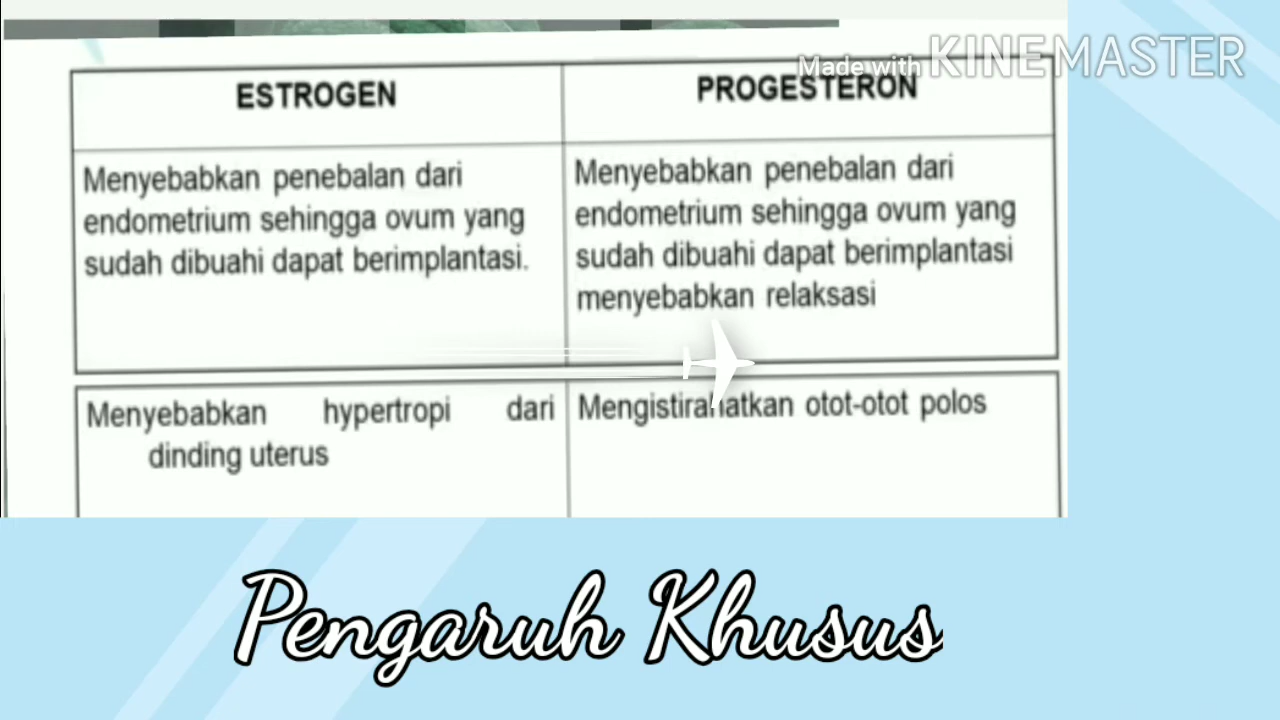 Made with KINEMASTER
ESTROGEN
PROGESTERON
Menyebabkan penebalan dari
endometrium sehingga ovum yang
sudah dibuahi dapat berimplantasi.
Menyebabkan penebalan dari
endometrium sehingga ovum yang
sudah dibuahi dapat berimplantasi
menyebabkan relaksasi
Menyebabkan hypertropi dari
dinding uterus
Mengistirahatkan otot-otot polos
Pengaruh Khusus